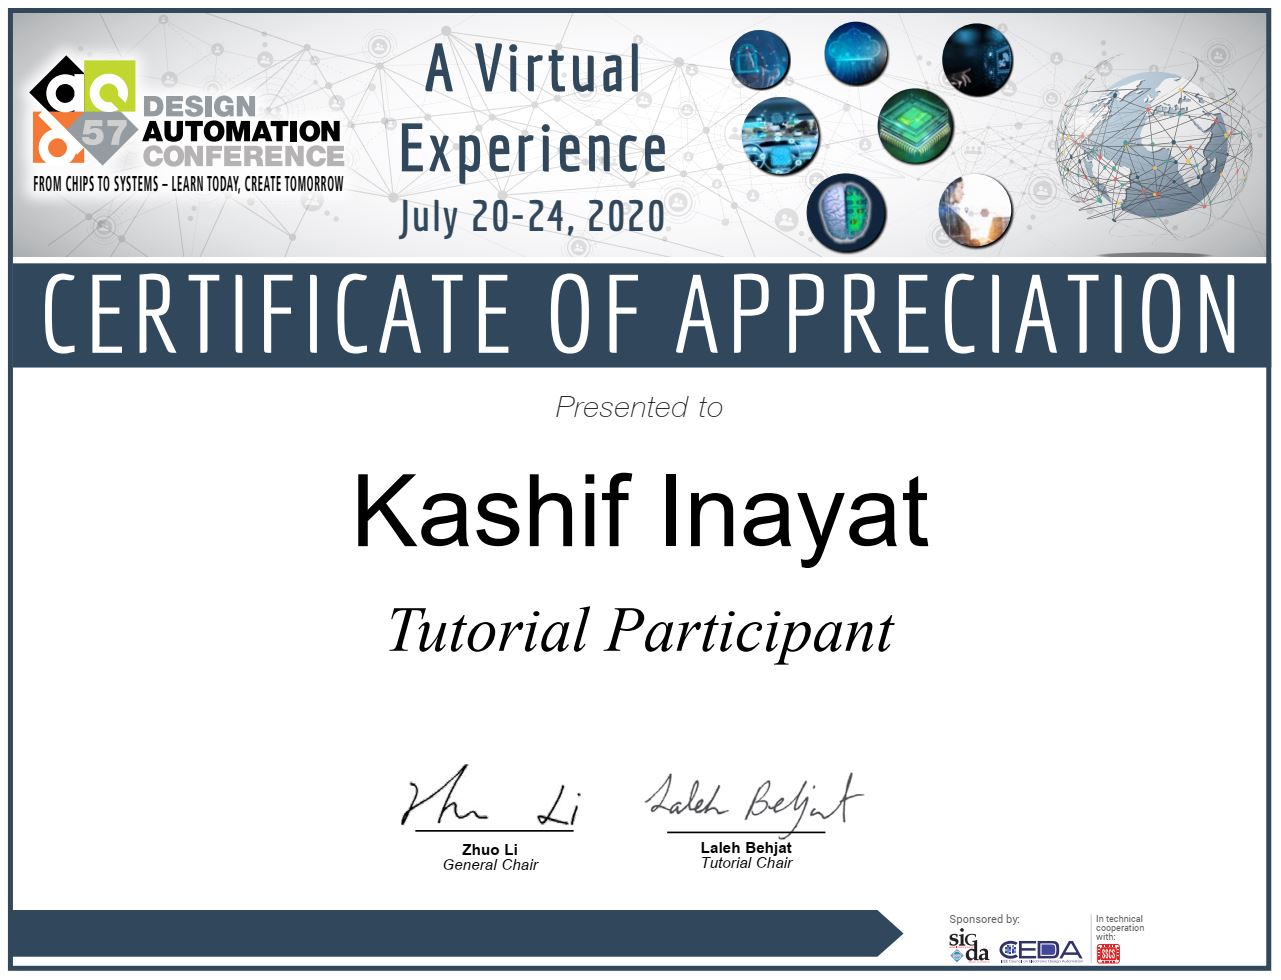 57
DESIGN
AUTOMATION
CONFERENCE
FROM CHIPS TO SYSTEMS – LEARN TODAY, CREATE TOMORROW
A Virtual
Experience
July 20-24, 2020
CERTIFICATE OF APPRECIATION
Presented to
Kashif Inayat
Tutorial Participant
Zhuo Li
Laleh Behjat
Zhuo Li
General Chair
Laleh Behjat
Tutorial Chair
Sponsored by:
sigda
CEDA
In technical
cooperation
with:
SSCS